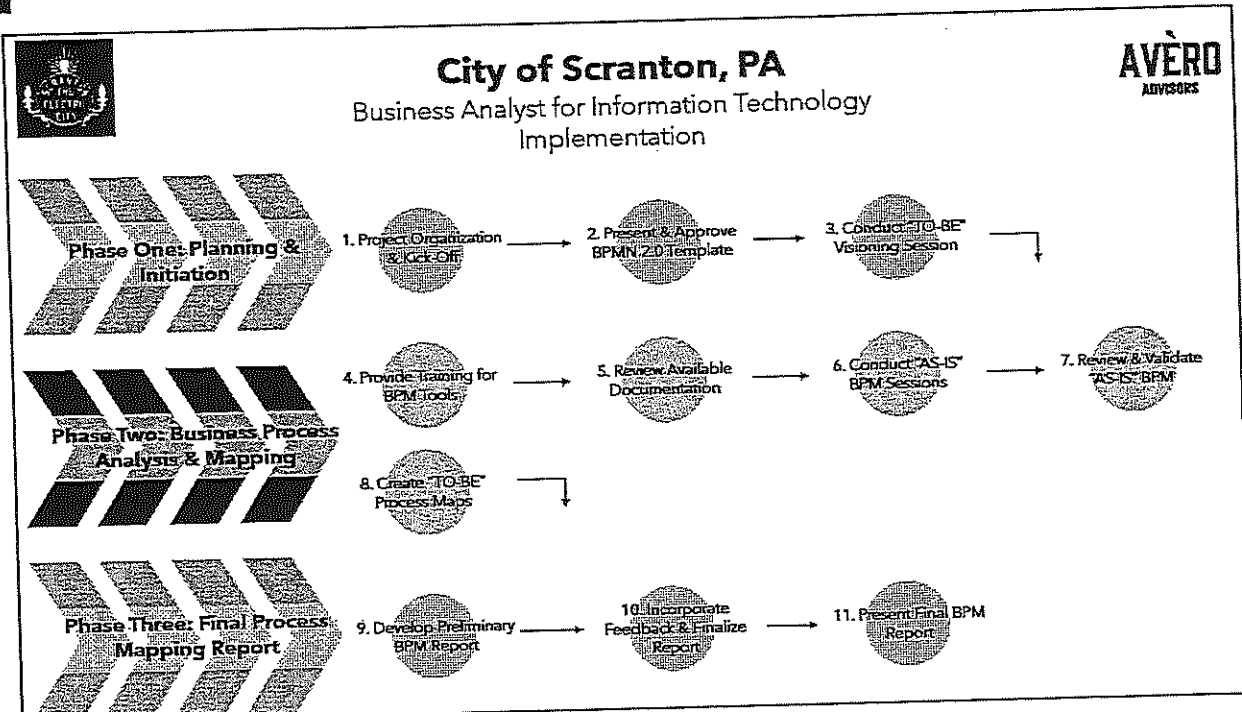 City of Scranton, PA
Business Analyst for Information Technology
Implementation
AVÈRO
ADVISORS
THE
ELECTRIC
CITY
Phase One: Planning &
Initiation
1. Project Organization
& Kick-Off
2. Present & Approve
BPMN 2.0 Template
3. Conduct "TO-BE"
Visioning Session
Phase Two: Business Process
Analysis & Mapping
4. Provide Training for
BPM Tools
5. Review Available
Documentation
6. Conduct "AS-IS"
BPM Sessions
7. Review & Validate
"AS-IS" BPM
8. Create "TO-BE"
Process Maps
Phase Three: Final Process
Mapping Report
9. Develop Preliminary
BPM Report
10. Incorporate
Feedback & Finalize
Report
11. Present Final BPM
Report